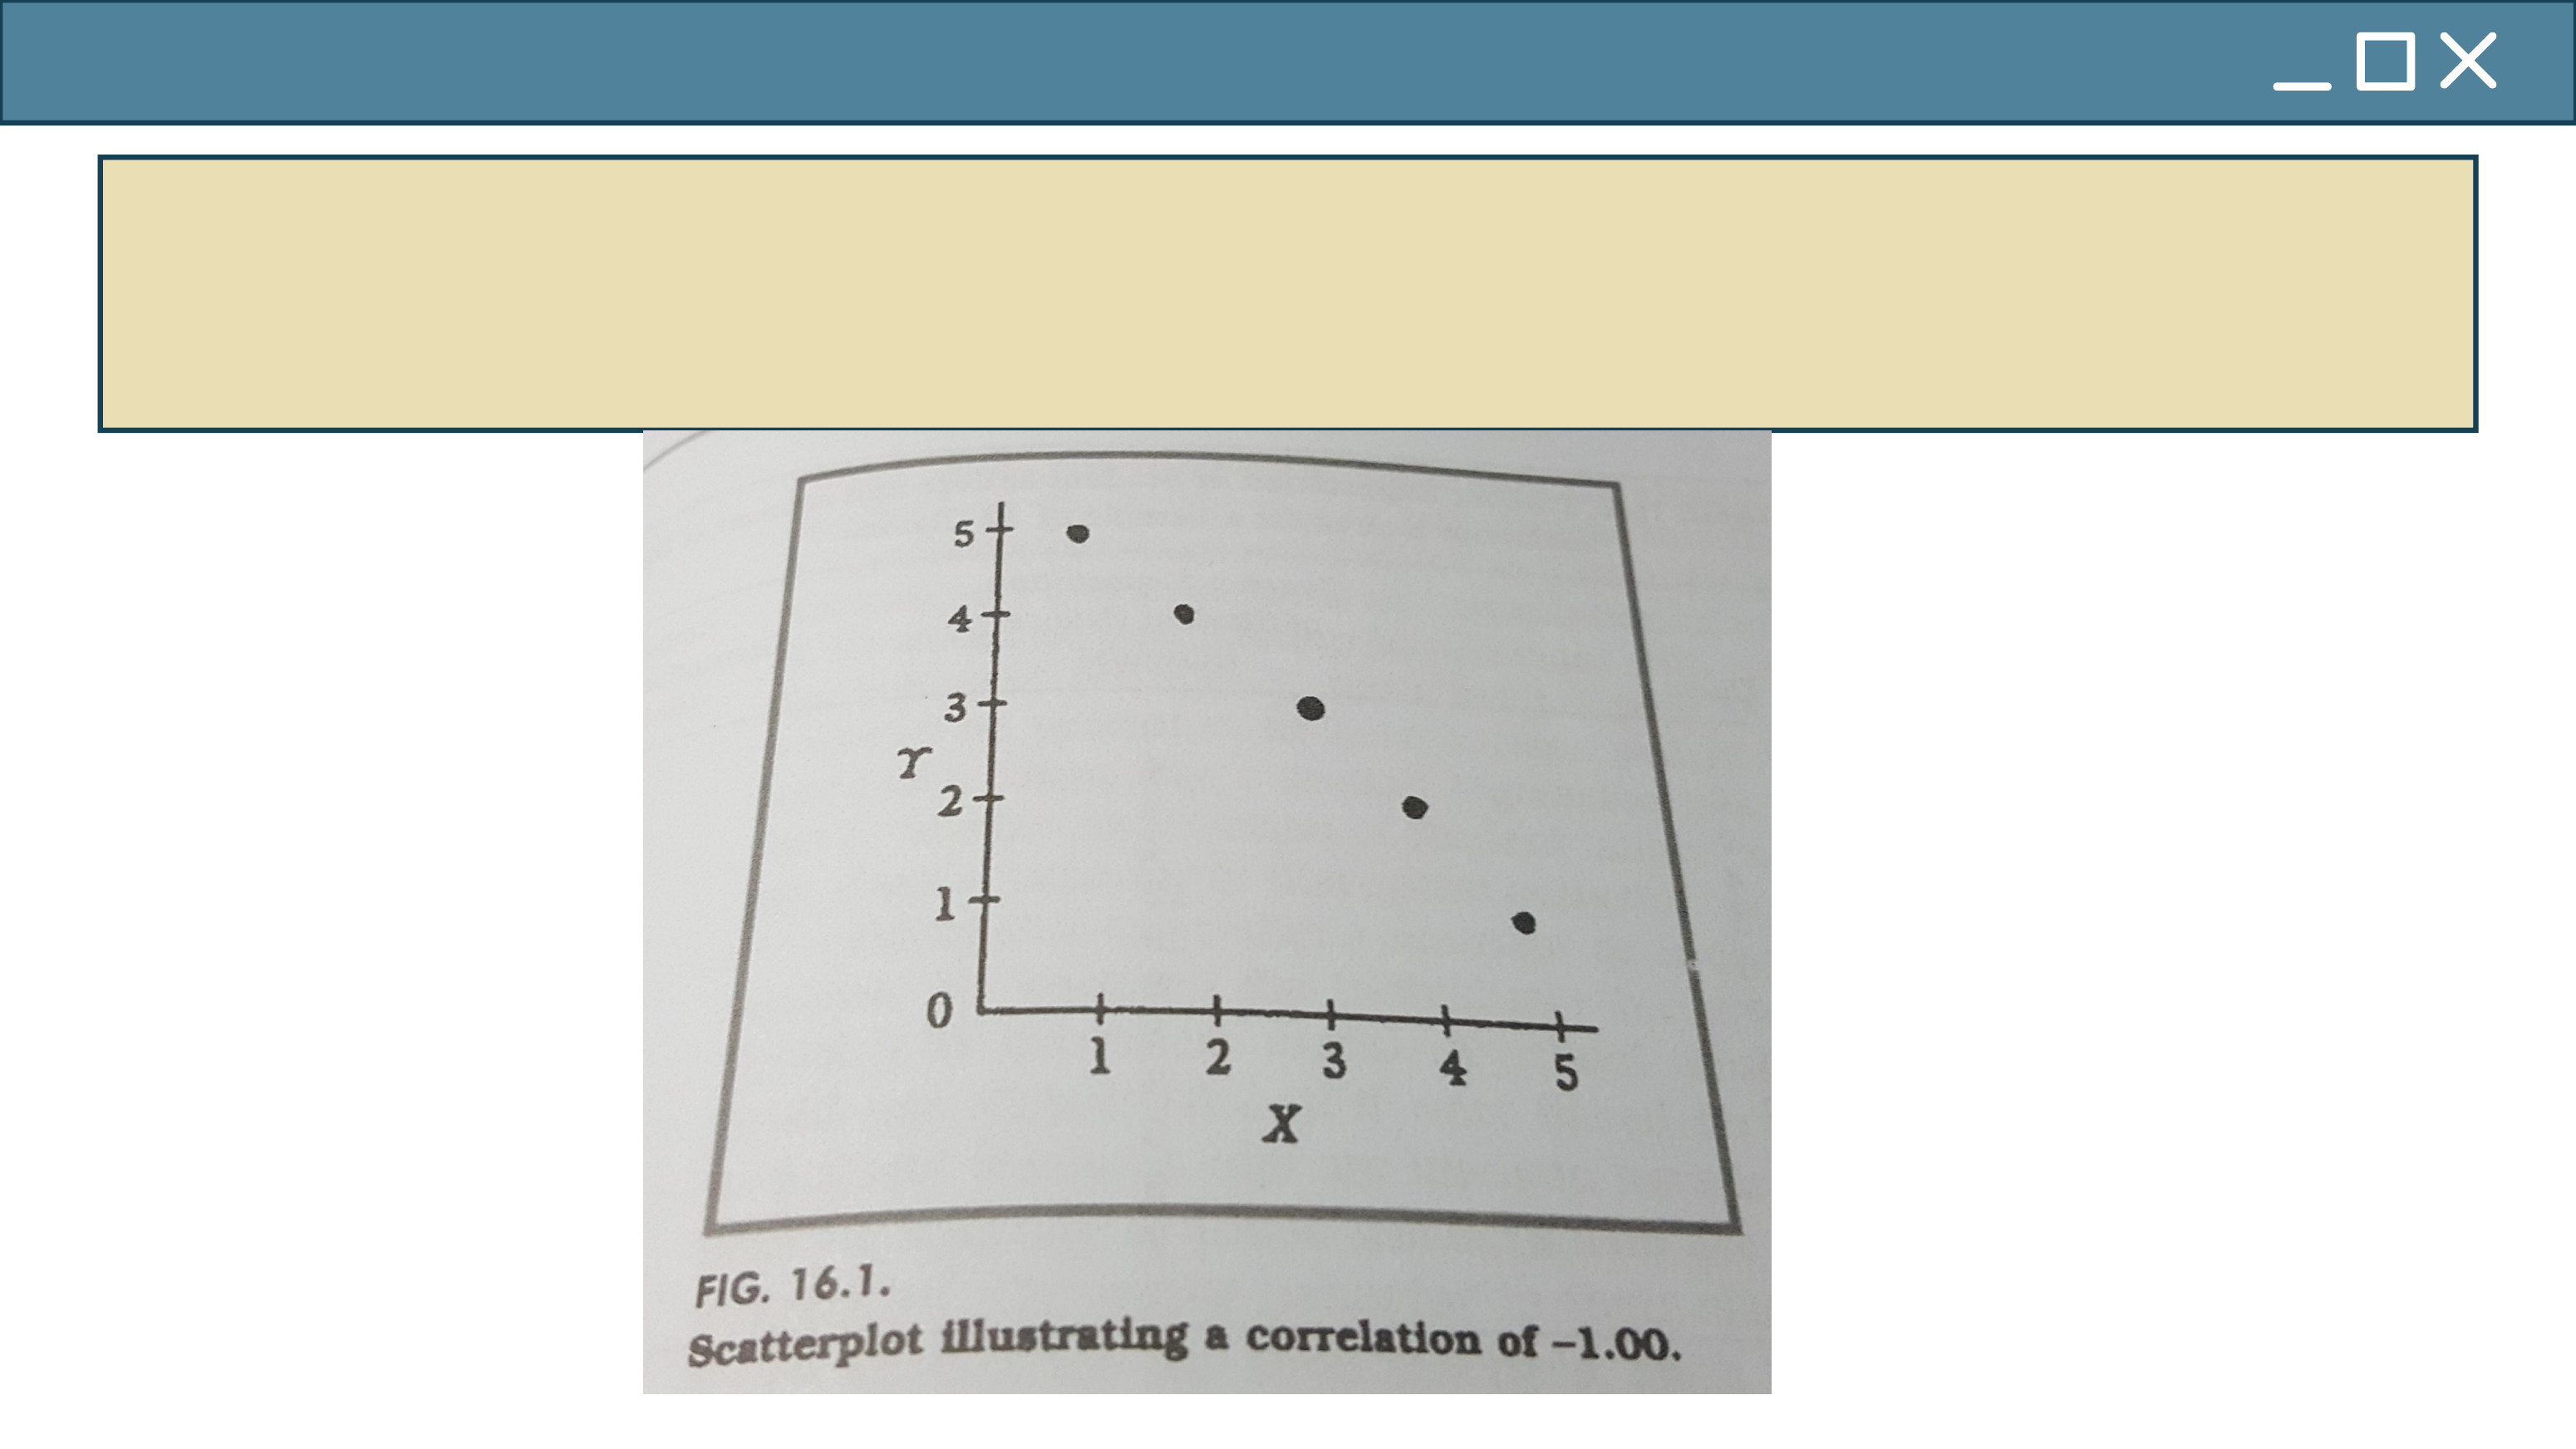 5
4
3
Y
2
1
0
1 2 3 4 5
X
FIG. 16.1.
Scatterplot illustrating a correlation of –1.00.